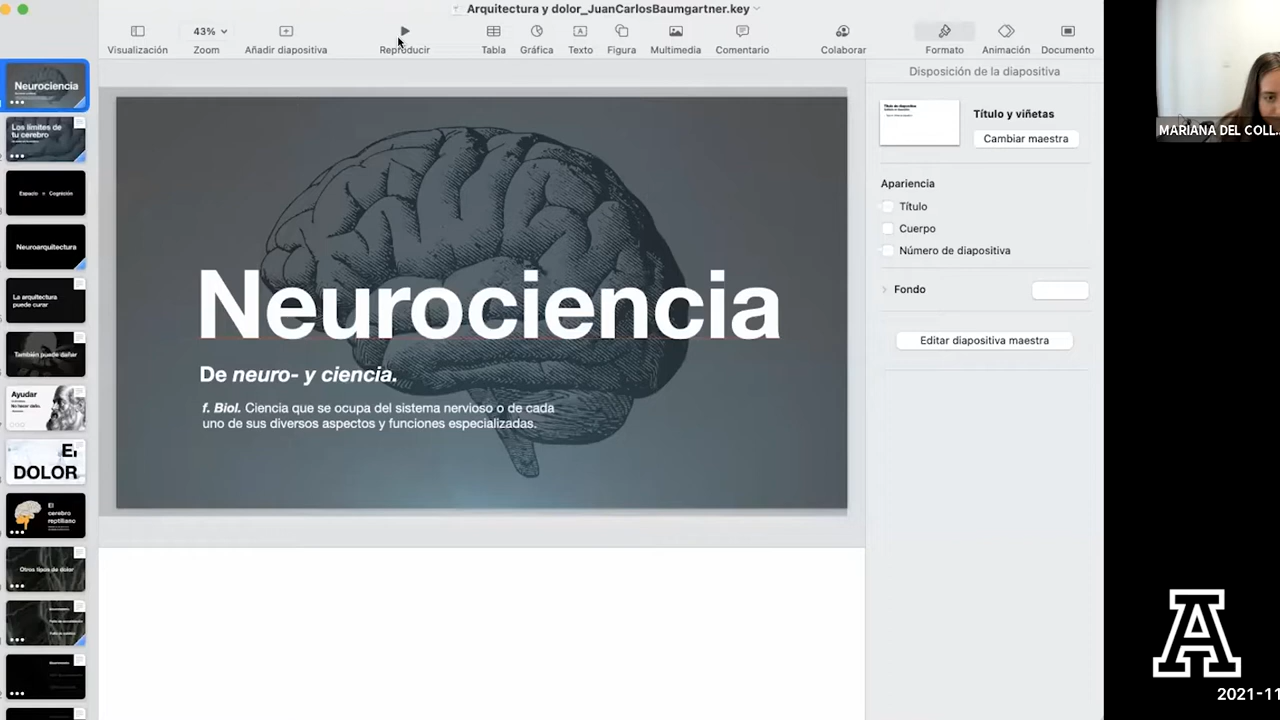 Arquitectura y dolor_JuanCarlosBaumgartner.key
43%
Visualización
Zoom
Añadir diapositiva
Reproducir
Tabla
Gráfica
Texto
Figura
Multimedia
Comentario
Colaborar
Formato
Animación
Documento
Neurociencia
Los límites de
tu cerebro
Espacio + Cognición
Neuroarquitectura
La arquitectura
puede curar
También puede dañar
Ayudar
El
DOLOR
El
cerebro
reptiliano
Otros tipos de dolor
Neurociencia
De neuro- y ciencia.
f. Biol. Ciencia que se ocupa del sistema nervioso o de cada
uno de sus diversos aspectos y funciones especializadas.
Disposición de la diapositiva
Título y viñetas
Cambiar maestra
Apariencia
Título
Cuerpo
Número de diapositiva
Fondo
Editar diapositiva maestra
MARIANA DEL COLL...
A
2021-11